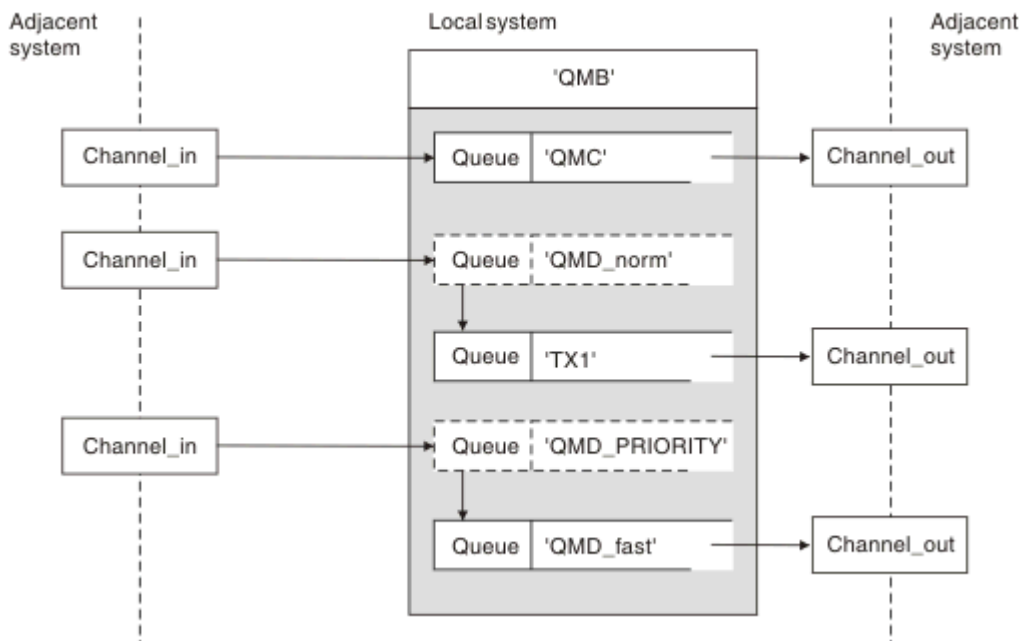 Adjacent
system
Local system
Adjacent
system
'QMB'
Channel_in
Queue 'QMC'
Channel_out
Channel_in
Queue 'QMD_norm'
Queue 'TX1'
Channel_out
Channel_in
Queue 'QMD_PRIORITY'
Queue 'QMD_fast'
Channel_out